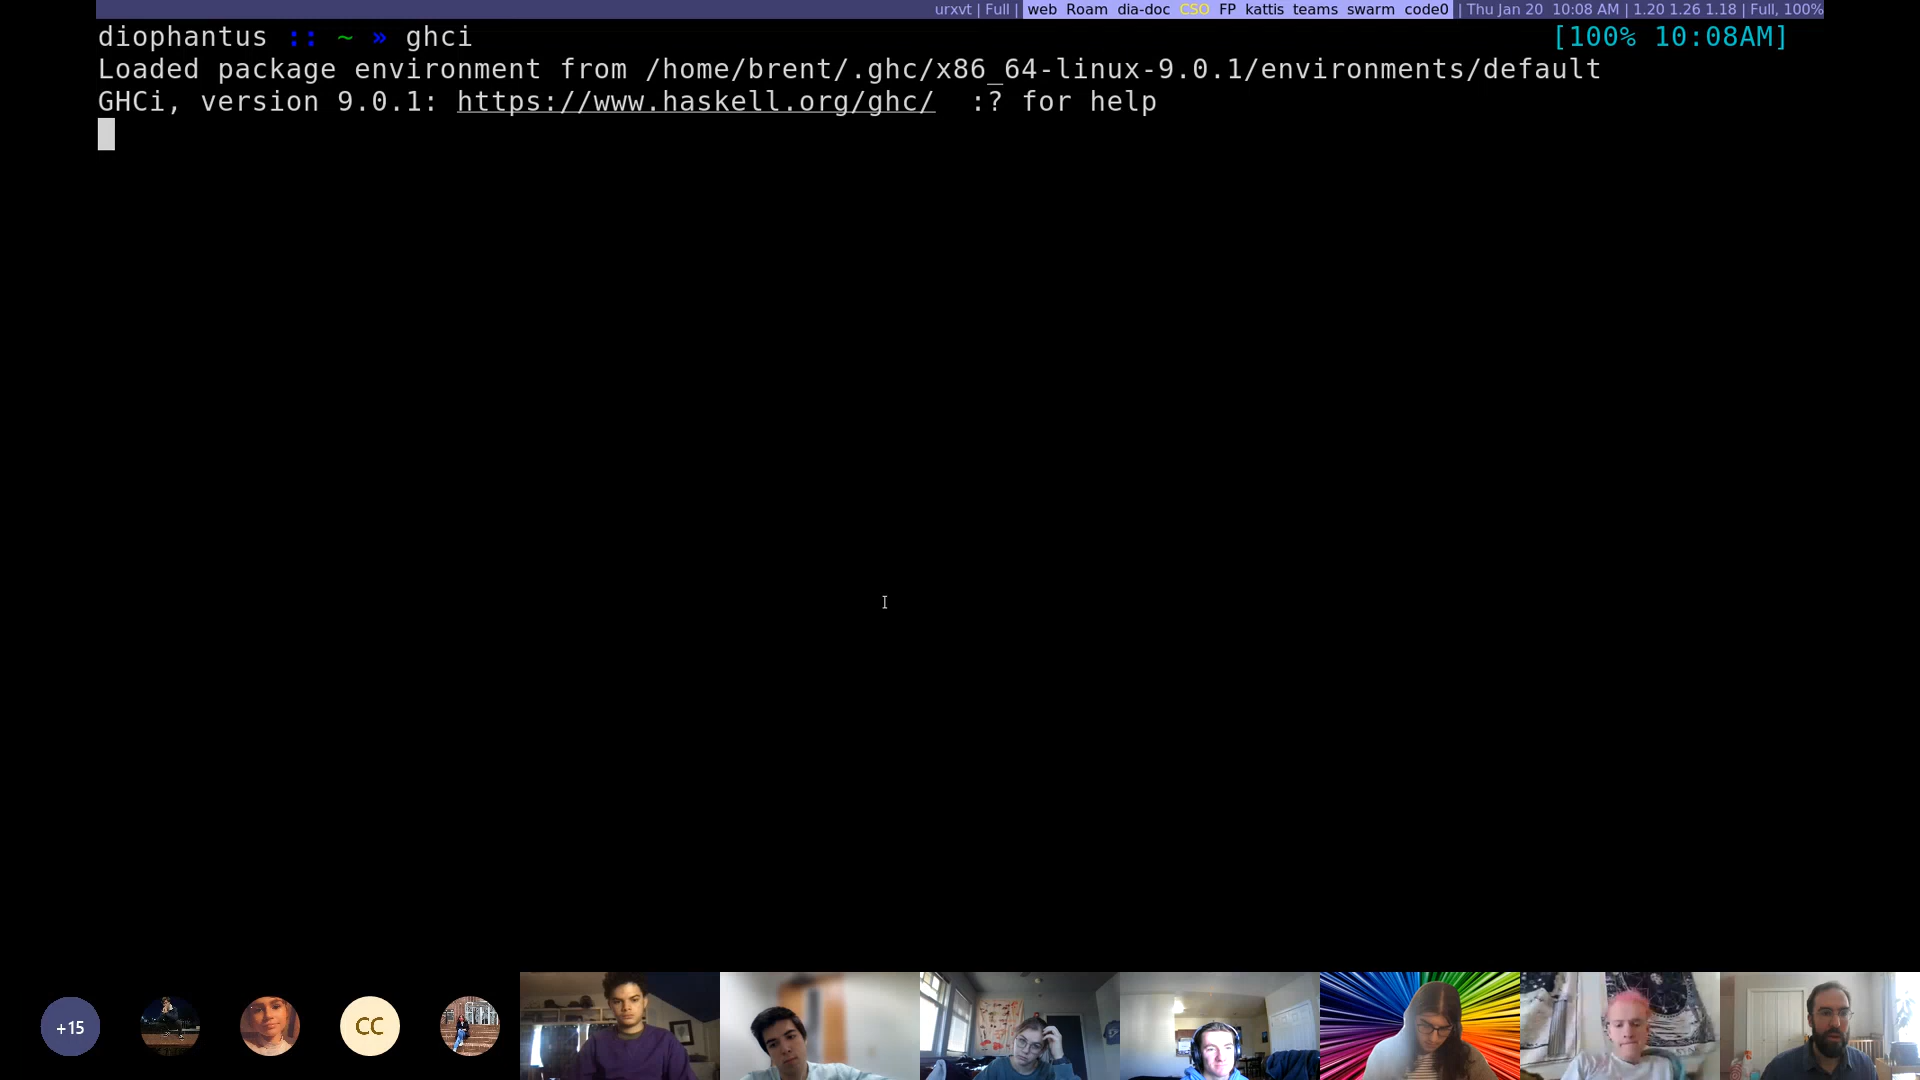 urxvt | Full | web Roam dia-doc CSO FP kattis teams swarm code0 | Thu Jan 20 10:08 AM | 1.20 1.26 1.18 | Full, 100%
diophantus :: ~ » ghci [100% 10:08AM]
Loaded package environment from /home/brent/.ghc/x86_64-linux-9.0.1/environments/default
GHCi, version 9.0.1: https://www.haskell.org/ghc/  :? for help
+15
CC